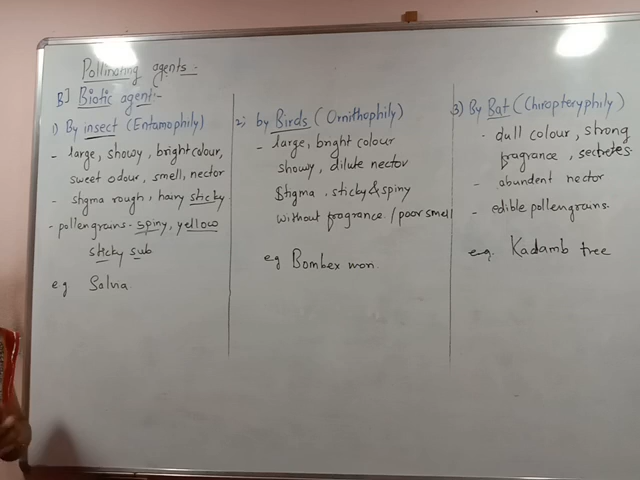 Pollinating agents :-
B] Biotic agent:-
1) By insect (Entamophily)
- large, showy, bright colour,
sweet odour, smell, nector
- stigma rough, hairy sticky
- pollengrains - spiny, yellow
sticky sub
eg Salvia.
2) by Birds (Ornithophily)
- large, bright colour
showy, dilute nector
Stigma, sticky & spiny
without fragrance / poor smell
eg Bombex mon.
3) By Bat (Chiropteryphily)
- dull colour, strong
fragrance, secretes
- abundent nector
- edible pollengrains.
eg. Kadamb tree